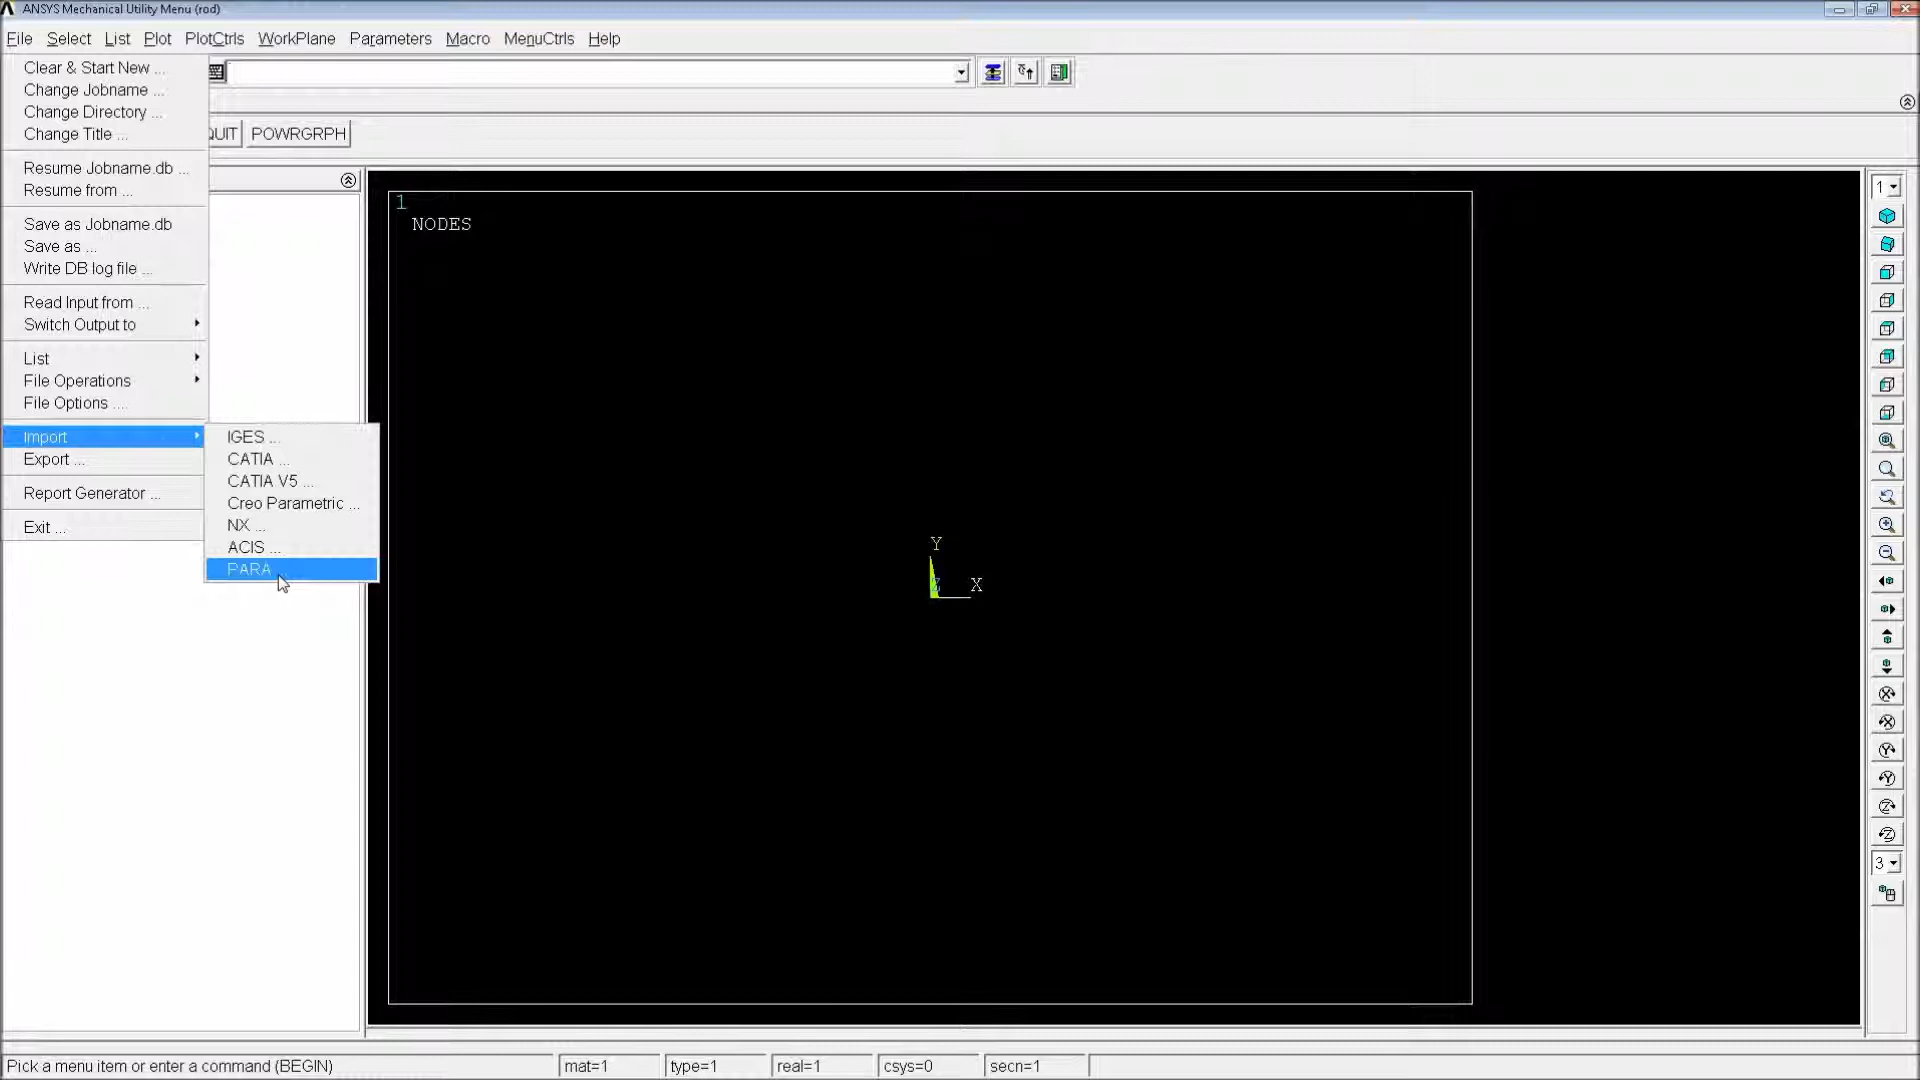 ANSYS Mechanical Utility Menu (rod)
File Select List Plot PlotCtrls WorkPlane Parameters Macro MenuCtrls Help
Clear & Start New ...
Change Jobname ...
Change Directory ...
Change Title ...
QUIT POWRGRPH
Resume Jobname.db ...
Resume from ...
Save as Jobname.db
Save as ...
Write DB log file ...
Read Input from ...
Switch Output to
List
File Operations
File Options ....
Import
Export ...
Report Generator ...
Exit ...
IGES ...
CATIA ...
CATIA V5 ...
Creo Parametric ...
NX ...
ACIS ...
PARA ...
1
NODES
Y
Z X
1
3
Pick a menu item or enter a command (BEGIN) mat=1 type=1 real=1 csys=0 secn=1